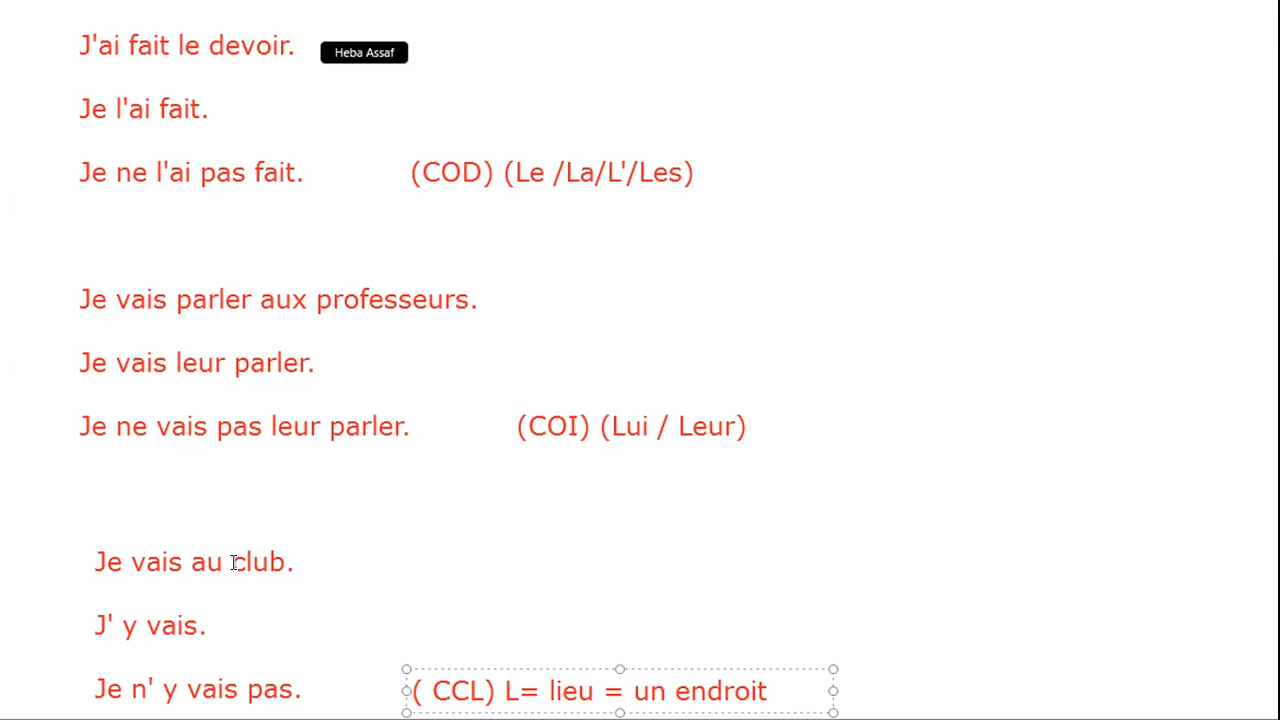 J'ai fait le devoir. Heba Assaf
Je l'ai fait.
Je ne l'ai pas fait. (COD) (Le /La/L'/Les)
Je vais parler aux professeurs.
Je vais leur parler.
Je ne vais pas leur parler. (COI) (Lui / Leur)
Je vais au club.
J' y vais.
Je n' y vais pas. ( CCL) L= lieu = un endroit